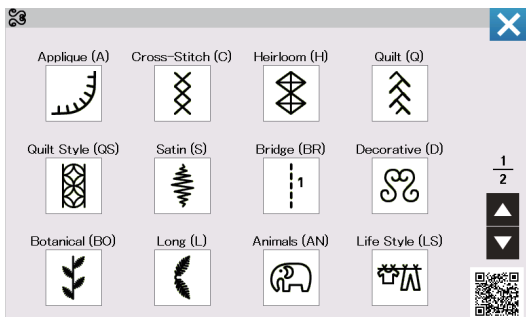 Applique (A) Cross-Stitch (C) Heirloom (H) Quilt (Q)
Quilt Style (QS) Satin (S) Bridge (BR) Decorative (D)
1
1
2
Botanical (BO) Long (L) Animals (AN) Life Style (LS)